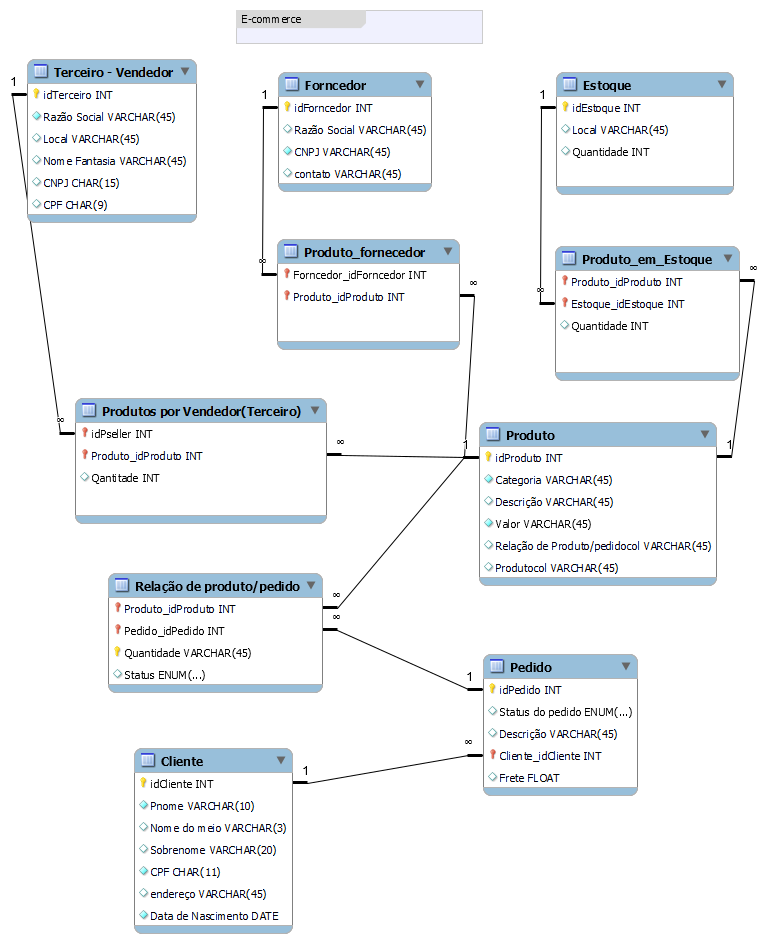 E-commerce
Terceiro - Vendedor
idTerceiro INT
Razão Social VARCHAR(45)
Local VARCHAR(45)
Nome Fantasia VARCHAR(45)
CNPJ CHAR(15)
CPF CHAR(9)
1
Forncedor
idForncedor INT
Razão Social VARCHAR(45)
CNPJ VARCHAR(45)
contato VARCHAR(45)
1
Estoque
idEstoque INT
Local VARCHAR(45)
Quantidade INT
1
Produto_fornecedor
Forncedor_idForncedor INT
Produto_idProduto INT
∞
∞
Produto_em_Estoque
Produto_idProduto INT
Estoque_idEstoque INT
Quantidade INT
∞
∞
Produtos por Vendedor(Terceiro)
idPseller INT
Produto_idProduto INT
Qantitade INT
∞
∞
Produto
idProduto INT
Categoria VARCHAR(45)
Descrição VARCHAR(45)
Valor VARCHAR(45)
Relação de Produto/pedidocol VARCHAR(45)
Produtocol VARCHAR(45)
1
1
Relação de produto/pedido
Produto_idProduto INT
Pedido_idPedido INT
Quantidade VARCHAR(45)
Status ENUM(...)
∞
∞
Pedido
idPedido INT
Status do pedido ENUM(...)
Descrição VARCHAR(45)
Cliente_idCliente INT
Frete FLOAT
1
∞
Cliente
idCliente INT
Pnome VARCHAR(10)
Nome do meio VARCHAR(3)
Sobrenome VARCHAR(20)
CPF CHAR(11)
endereço VARCHAR(45)
Data de Nascimento DATE
1